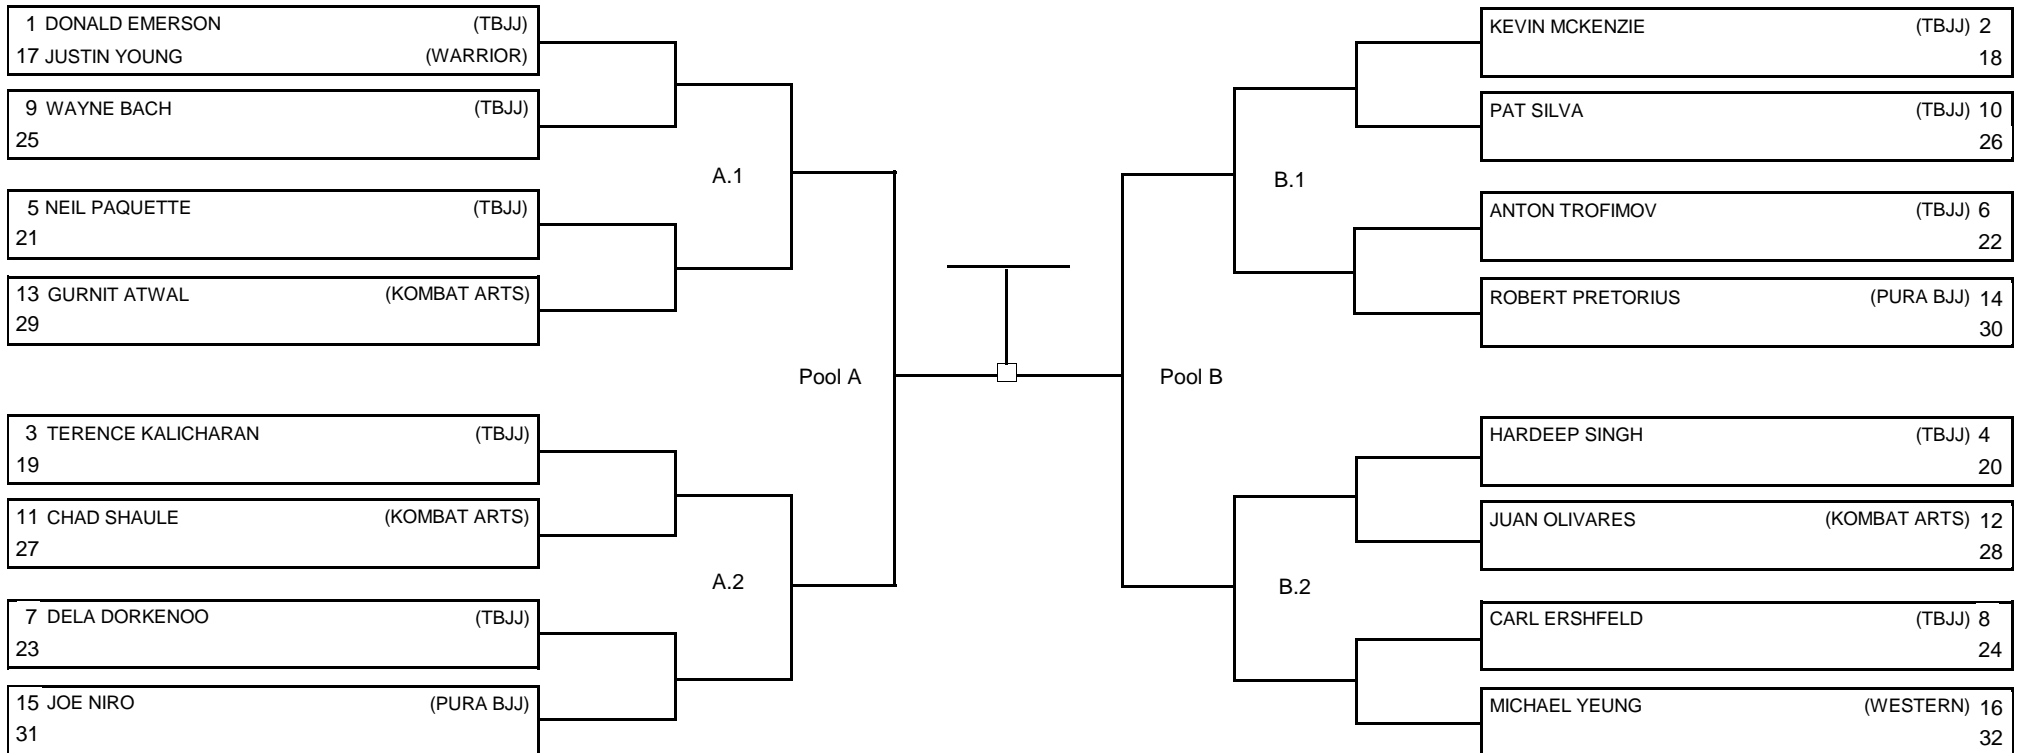 1 DONALD EMERSON (TBJJ)
17 JUSTIN YOUNG (WARRIOR)
9 WAYNE BACH (TBJJ)
25
A.1
5 NEIL PAQUETTE (TBJJ)
21
13 GURNIT ATWAL (KOMBAT ARTS)
29
Pool A
3 TERENCE KALICHARAN (TBJJ)
19
11 CHAD SHAULE (KOMBAT ARTS)
27
A.2
7 DELA DORKENOO (TBJJ)
23
15 JOE NIRO (PURA BJJ)
31
KEVIN MCKENZIE (TBJJ) 2
18
PAT SILVA (TBJJ) 10
26
B.1
ANTON TROFIMOV (TBJJ) 6
22
ROBERT PRETORIUS (PURA BJJ) 14
30
Pool B
HARDEEP SINGH (TBJJ) 4
20
JUAN OLIVARES (KOMBAT ARTS) 12
28
B.2
CARL ERSHFELD (TBJJ) 8
24
MICHAEL YEUNG (WESTERN) 16
32